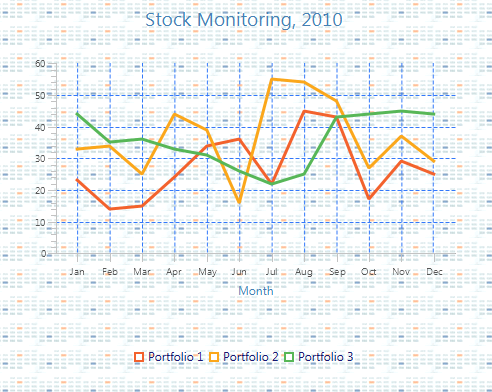 Stock Monitoring, 2010
60
50
40
30
20
10
0
Jan Feb Mar Apr May Jun Jul Aug Sep Oct Nov Dec
Month
Portfolio 1 Portfolio 2 Portfolio 3